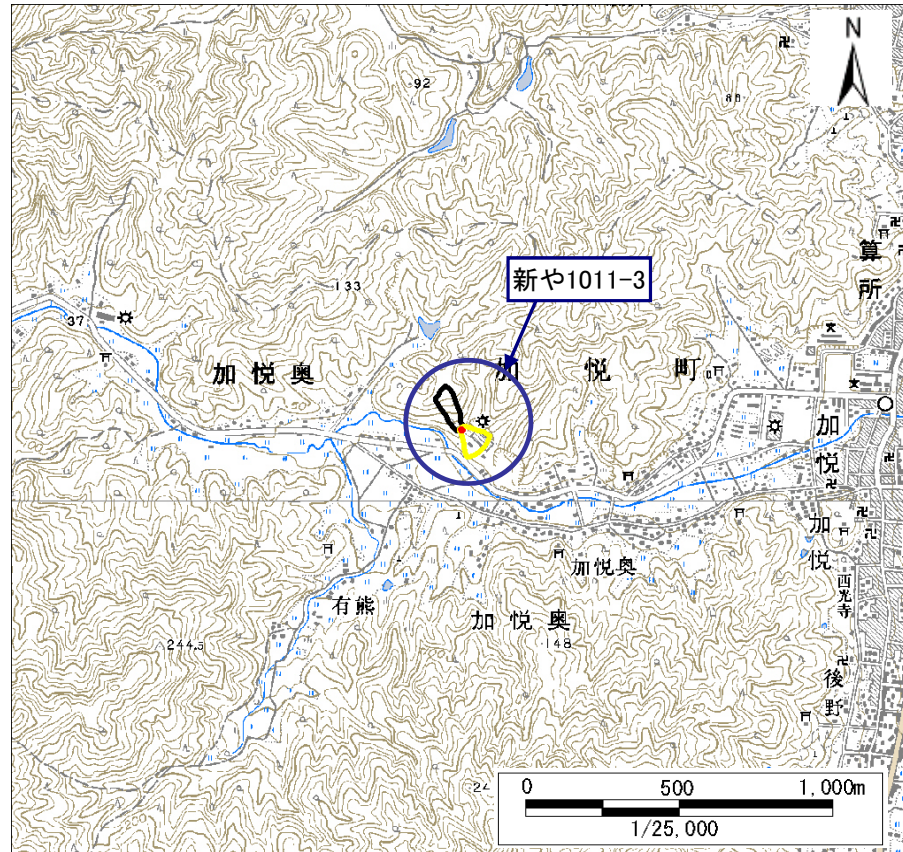 N
92
88
算所
新や1011-3
133
37
加悦奥
加悦町
加悦
加悦
加悦奥
有熊
加悦奥
西光寺
244.5
148
後野
24
0 500 1,000m
1/25,000